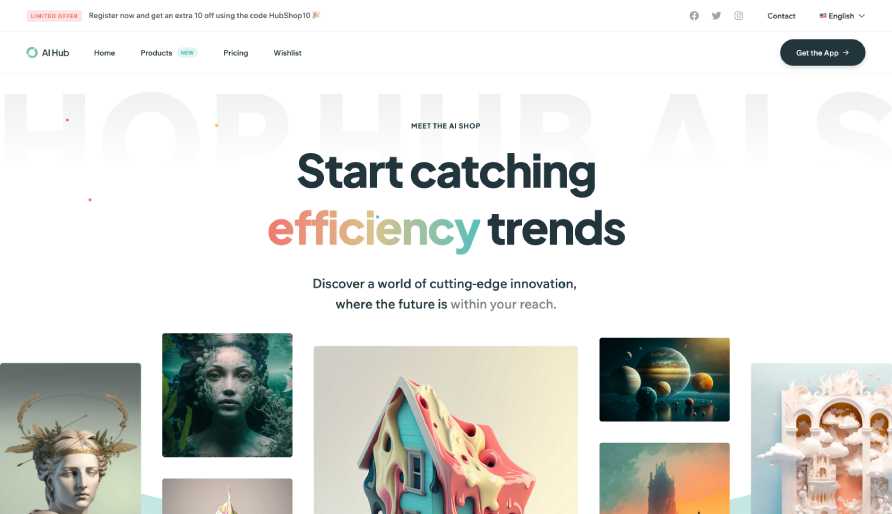 LIMITED OFFER Register now and get an extra 10 off using the code HubShop10 🎉 Contact English
AI Hub Home Products NEW Pricing Wishlist Get the App →
HOP HUB AI S
MEET THE AI SHOP
Start catching
efficiency trends
Discover a world of cutting-edge innovation,
where the future is within your reach.